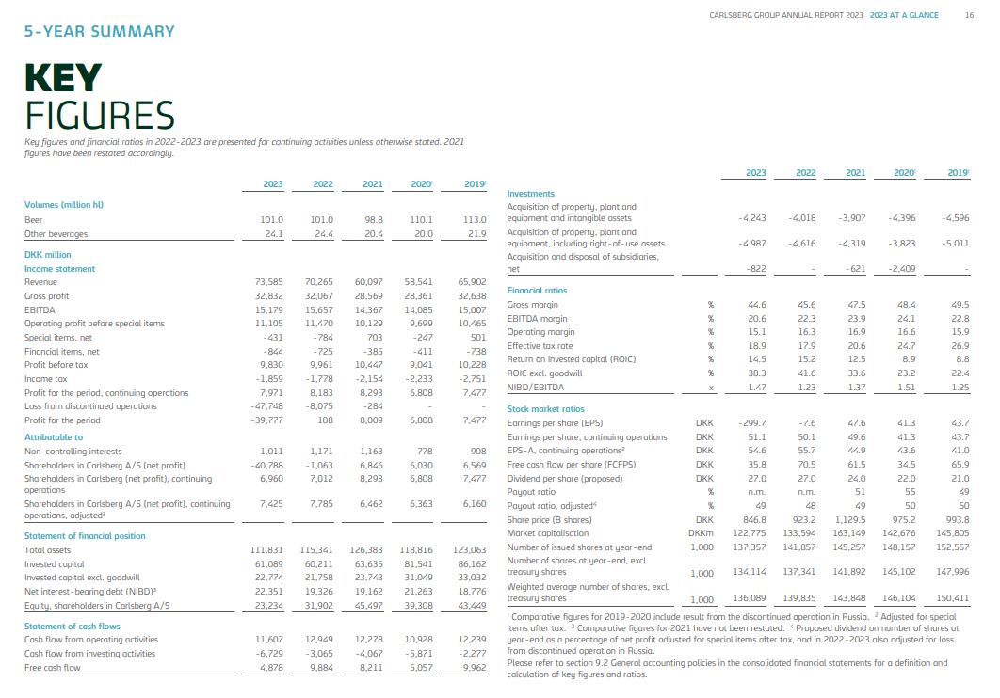 CARLSBERG GROUP ANNUAL REPORT 2023 2023 AT A GLANCE 16
5-YEAR SUMMARY
KEY
FIGURES
Key figures and financial ratios in 2022-2023 are presented for continuing activities unless otherwise stated. 2021
figures have been restated accordingly.
2023 2022 2021 2020¹ 2019¹
Volumes (million hl)
Beer 101.0 101.0 98.8 110.1 113.0
Other beverages 24.1 24.4 20.4 20.0 21.9
DKK million
Income statement
Revenue 73,585 70,265 60,097 58,541 65,902
Gross profit 32,832 32,067 28,569 28,361 32,638
EBITDA 15,179 15,657 14,367 14,085 15,007
Operating profit before special items 11,105 11,470 10,129 9,699 10,465
Special items, net -431 -784 703 -247 501
Financial items, net -844 -725 -385 -411 -738
Profit before tax 9,830 9,961 10,447 9,041 10,228
Income tax -1,859 -1,778 -2,154 -2,233 -2,751
Profit for the period, continuing operations 7,971 8,183 8,293 6,808 7,477
Loss from discontinued operations -47,748 -8,075 -284 - -
Profit for the period -39,777 108 8,009 6,808 7,477
Attributable to
Non-controlling interests 1,011 1,171 1,163 778 908
Shareholders in Carlsberg A/S (net profit) -40,788 -1,063 6,846 6,030 6,569
Shareholders in Carlsberg (net profit), continuing
operations 6,960 7,012 8,293 6,808 7,477
Shareholders in Carlsberg A/S (net profit), continuing
operations, adjusted² 7,425 7,785 6,462 6,363 6,160
Statement of financial position
Total assets 111,831 115,341 126,383 118,816 123,063
Invested capital 61,089 60,211 63,635 81,541 86,162
Invested capital excl. goodwill 22,774 21,758 23,743 31,049 33,032
Net interest-bearing debt (NIBD)³ 22,351 19,326 19,162 21,263 18,776
Equity, shareholders in Carlsberg A/S 23,234 31,902 45,497 39,308 43,449
Statement of cash flows
Cash flow from operating activities 11,607 12,949 12,278 10,928 12,239
Cash flow from investing activities -6,729 -3,065 -4,067 -5,871 -2,277
Free cash flow 4,878 9,884 8,211 5,057 9,962
2023 2022 2021 2020¹ 2019¹
Investments
Acquisition of property, plant and
equipment and intangible assets -4,243 -4,018 -3,907 -4,396 -4,596
Acquisition of property, plant and
equipment, including right-of-use assets -4,987 -4,616 -4,319 -3,823 -5,011
Acquisition and disposal of subsidiaries,
net -822 - -621 -2,409 -
Financial ratios
Gross margin % 44.6 45.6 47.5 48.4 49.5
EBITDA margin % 20.6 22.3 23.9 24.1 22.8
Operating margin % 15.1 16.3 16.9 16.6 15.9
Effective tax rate % 18.9 17.9 20.6 24.7 26.9
Return on invested capital (ROIC) % 14.5 15.2 12.5 8.9 8.8
ROIC excl. goodwill % 38.3 41.6 33.6 23.2 22.4
NIBD/EBITDA x 1.47 1.23 1.37 1.51 1.25
Stock market ratios
Earnings per share (EPS) DKK -299.7 -7.6 47.6 41.3 43.7
Earnings per share, continuing operations DKK 51.1 50.1 49.6 41.3 43.7
EPS-A, continuing operations² DKK 54.6 55.7 44.9 43.6 41.0
Free cash flow per share (FCFPS) DKK 35.8 70.5 61.5 34.5 65.9
Dividend per share (proposed) DKK 27.0 27.0 24.0 22.0 21.0
Payout ratio % n.m. n.m. 51 55 49
Payout ratio, adjusted⁴ % 49 48 49 50 50
Share price (B shares) DKK 846.8 923.2 1,129.5 975.2 993.8
Market capitalisation DKKm 122,775 133,594 163,149 142,676 145,805
Number of issued shares at year-end 1,000 137,357 141,857 145,257 148,157 152,557
Number of shares at year-end, excl.
treasury shares 1,000 134,114 137,341 141,892 145,102 147,996
Weighted average number of shares, excl.
treasury shares 1,000 136,089 139,835 143,848 146,104 150,411
¹ Comparative figures for 2019-2020 include result from the discontinued operation in Russia. ² Adjusted for special
items after tax. ³ Comparative figures for 2021 have not been restated. ⁴ Proposed dividend on number of shares at
year-end as a percentage of net profit adjusted for special items after tax, and in 2022-2023 also adjusted for loss
from discontinued operation in Russia.
Please refer to section 9.2 General accounting policies in the consolidated financial statements for a definition and
calculation of key figures and ratios.